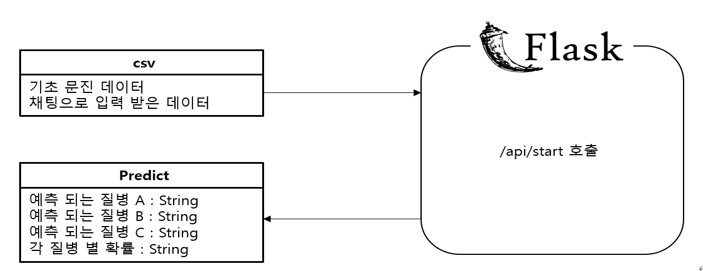 csv
기초 문진 데이터
채팅으로 입력 받은 데이터
Flask
/api/start 호출
Predict
예측 되는 질병 A : String
예측 되는 질병 B : String
예측 되는 질병 C : String
각 질병 별 확률 : String